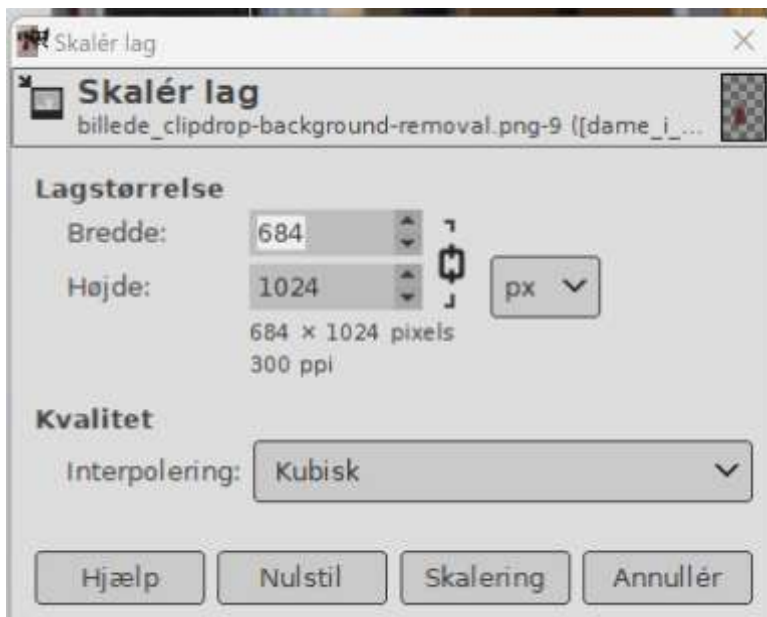 Skalér lag
Skalér lag
billede_clipdrop-background-removal.png-9 ([dame_i_...
Lagstørrelse
Bredde: 684
Højde: 1024 px
684 × 1024 pixels
300 ppi
Kvalitet
Interpolering: Kubisk
Hjælp Nulstil Skalering Annullér